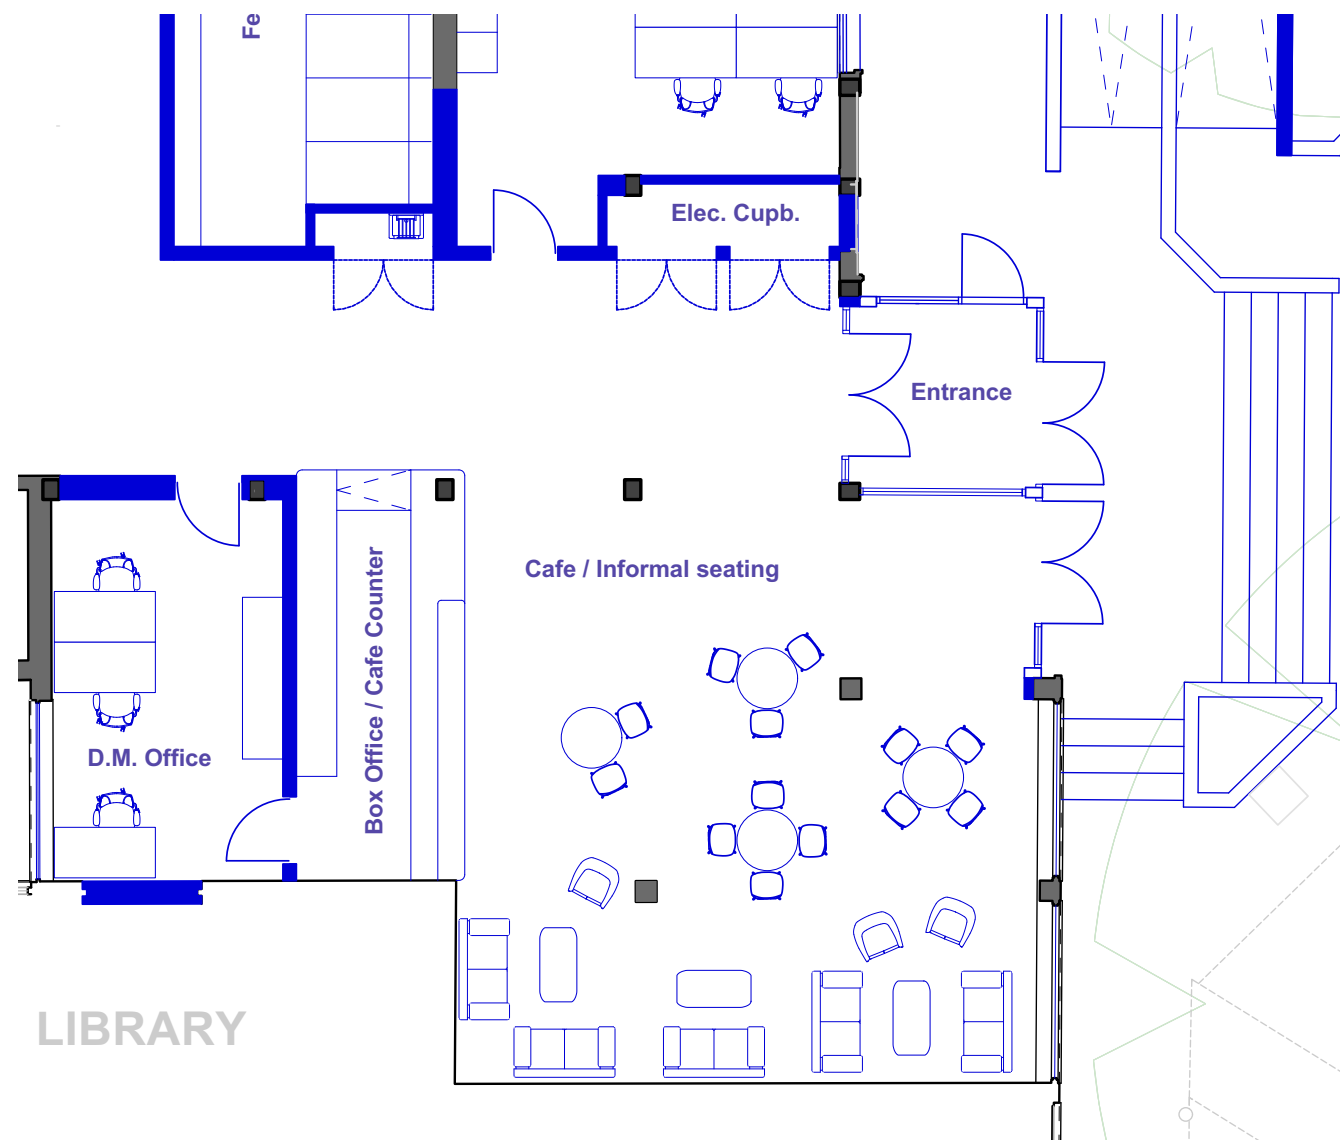 Fe
Elec. Cupb.
Entrance
Cafe / Informal seating
Box Office / Cafe Counter
D.M. Office
LIBRARY